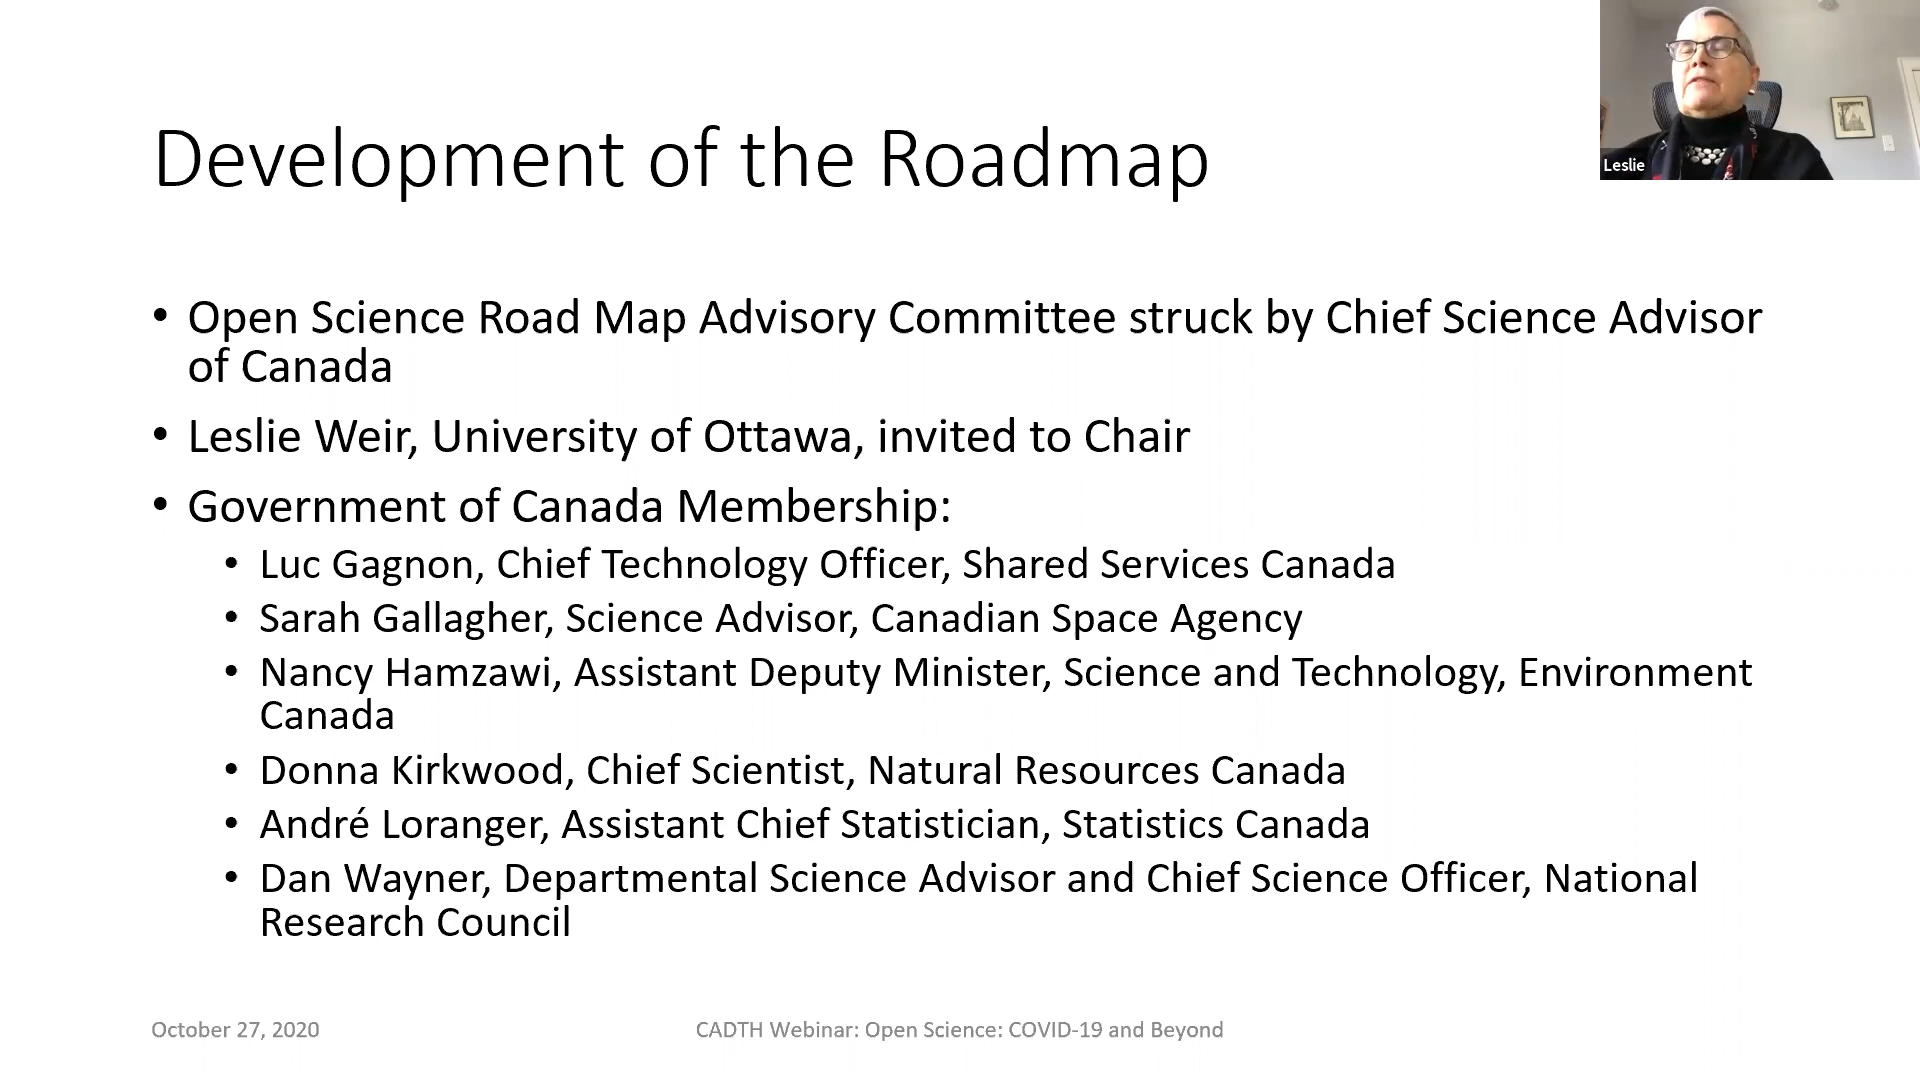 Leslie
Development of the Roadmap
• Open Science Road Map Advisory Committee struck by Chief Science Advisor
of Canada
• Leslie Weir, University of Ottawa, invited to Chair
• Government of Canada Membership:
• Luc Gagnon, Chief Technology Officer, Shared Services Canada
• Sarah Gallagher, Science Advisor, Canadian Space Agency
• Nancy Hamzawi, Assistant Deputy Minister, Science and Technology, Environment
Canada
• Donna Kirkwood, Chief Scientist, Natural Resources Canada
• André Loranger, Assistant Chief Statistician, Statistics Canada
• Dan Wayner, Departmental Science Advisor and Chief Science Officer, National
Research Council
October 27, 2020
CADTH Webinar: Open Science: COVID-19 and Beyond